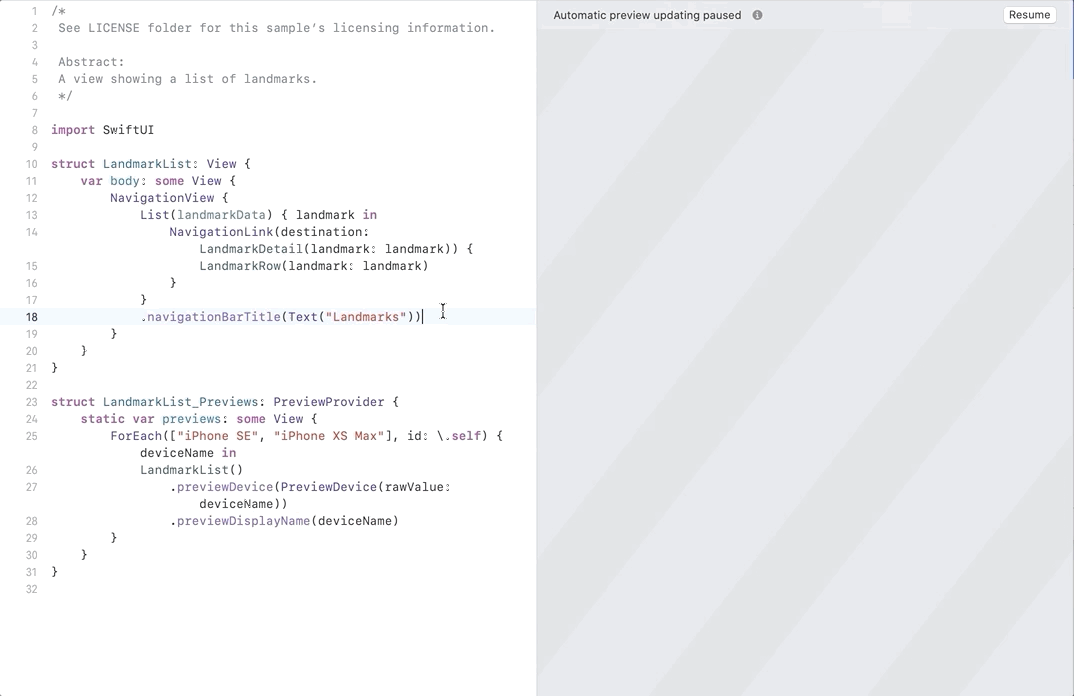 Automatic preview updating paused
Resume
1 /*
2 See LICENSE folder for this sample’s licensing information.
3
4 Abstract:
5 A view showing a list of landmarks.
6 */
7
8 import SwiftUI
9
10 struct LandmarkList: View {
11 var body: some View {
12 NavigationView {
13 List(landmarkData) { landmark in
14 NavigationLink(destination:
LandmarkDetail(landmark: landmark)) {
15 LandmarkRow(landmark: landmark)
16 }
17 }
18 .navigationBarTitle(Text("Landmarks"))
19 }
20 }
21 }
22
23 struct LandmarkList_Previews: PreviewProvider {
24 static var previews: some View {
25 ForEach(["iPhone SE", "iPhone XS Max"], id: \.self) {
deviceName in
26 LandmarkList()
27 .previewDevice(PreviewDevice(rawValue:
deviceName))
28 .previewDisplayName(deviceName)
29 }
30 }
31 }
32